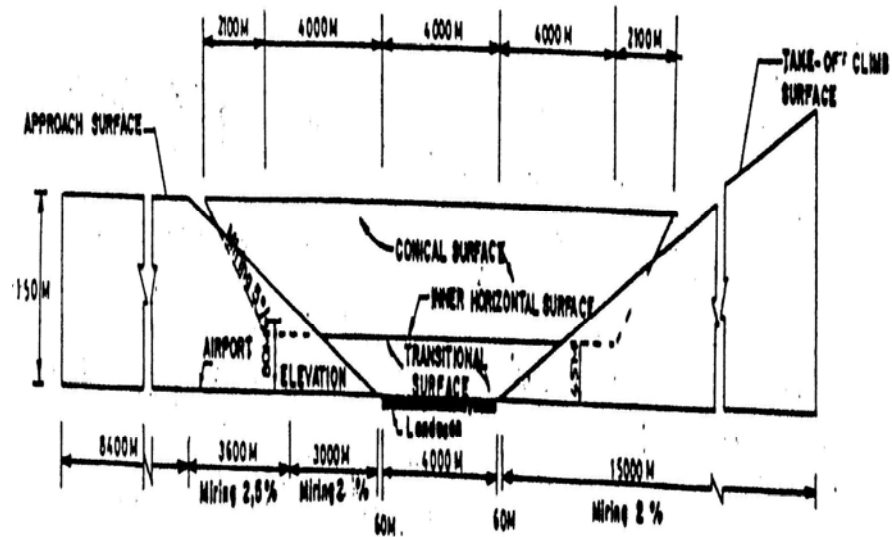 2100M
4000M
4000M
4000M
2100M
TAKE-OFF CLIMB
SURFACE
APPROACH SURFACE
CONICAL SURFACE
INNER HORIZONTAL SURFACE
150M
TRANSITIONAL
SURFACE
AIRPORT
ELEVATION
45M
Landasan
8400M
3600M
3000M
4000M
15000M
Miring 2,5%
Miring 2 %
60M
60M
Miring 2 %